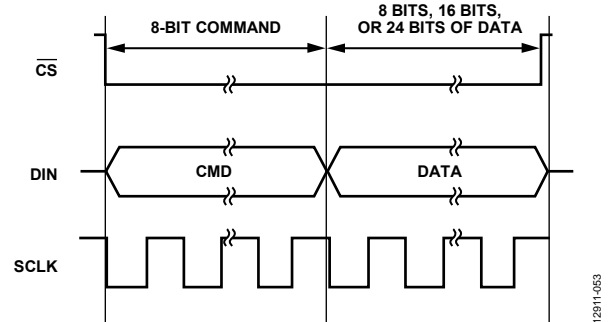 8-BIT COMMAND
8 BITS, 16 BITS,
OR 24 BITS OF DATA
CS
DIN
CMD
DATA
SCLK
12911-053